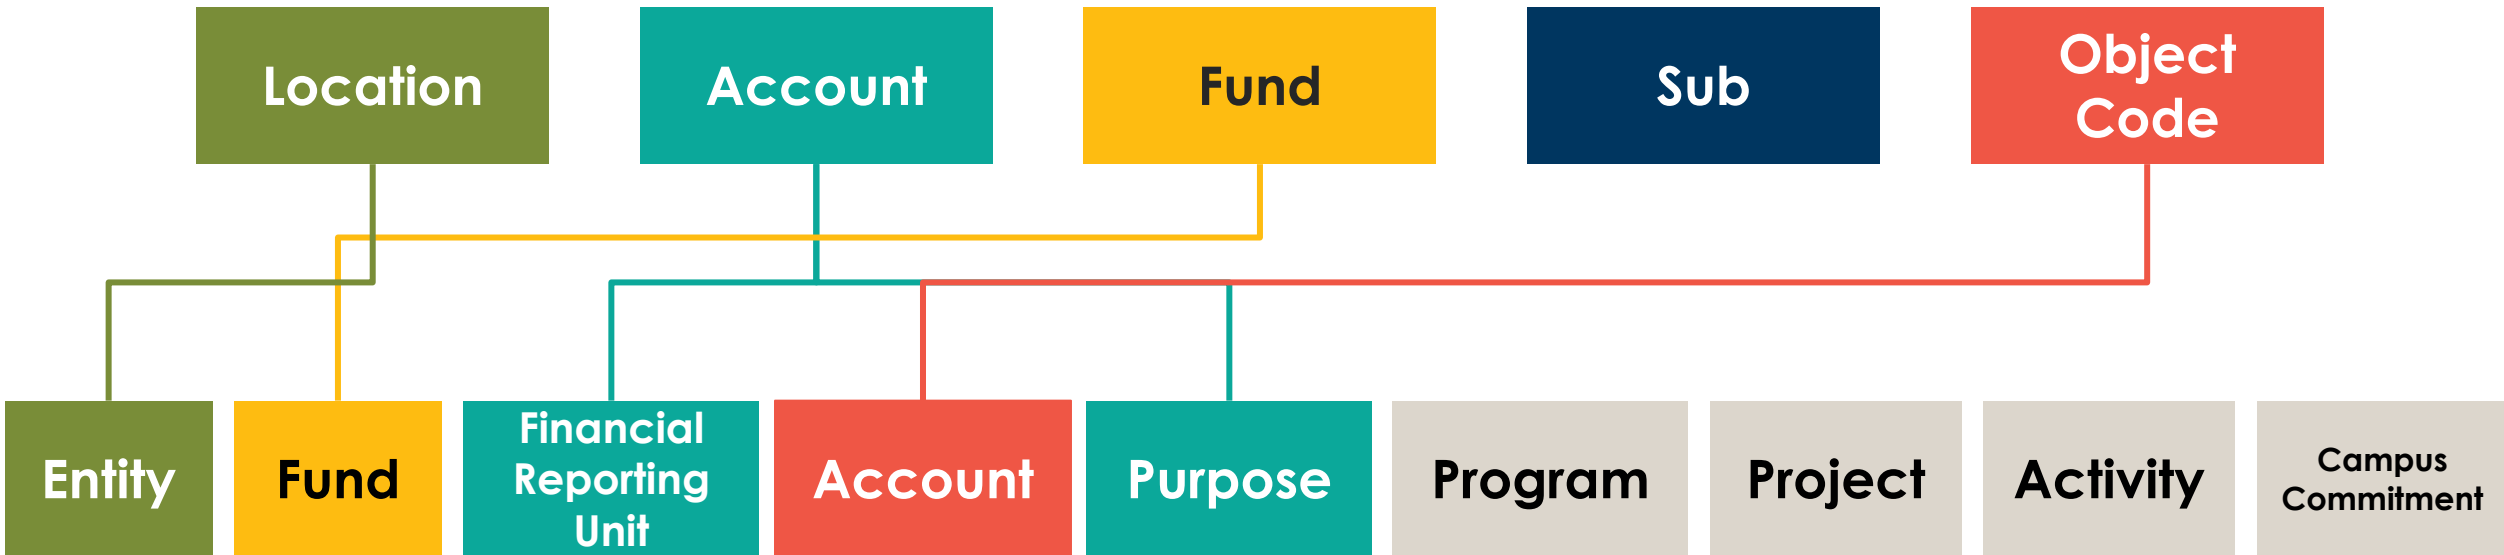 Location
Account
Fund
Sub
Object
Code
Entity
Fund
Financial
Reporting
Unit
Account
Purpose
Program
Project
Activity
Campus
Commitment